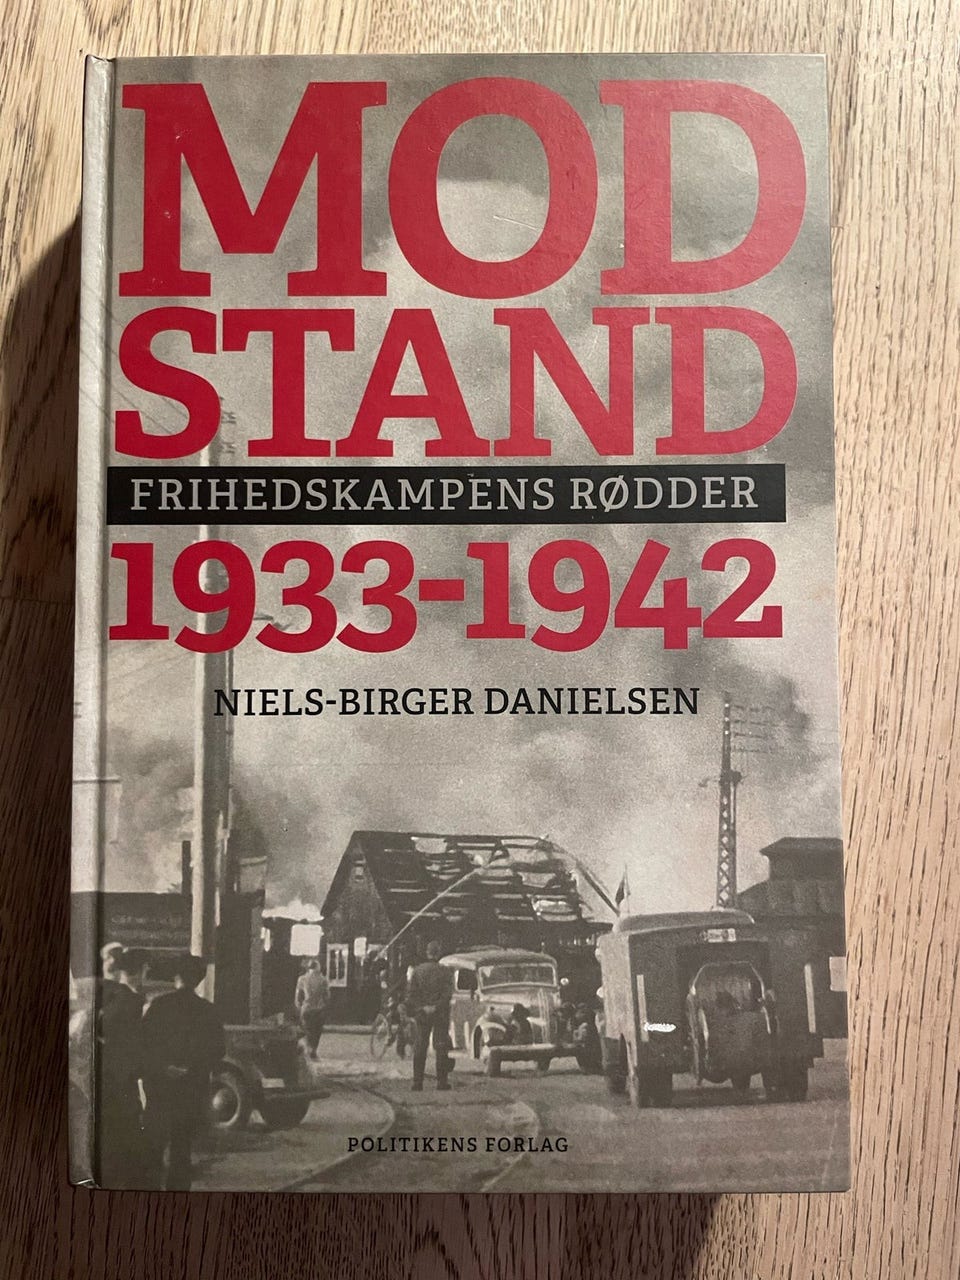 MOD
STAND
FRIHEDSKAMPENS RØDDER
1933-1942
NIELS-BIRGER DANIELSEN
POLITIKENS FORLAG